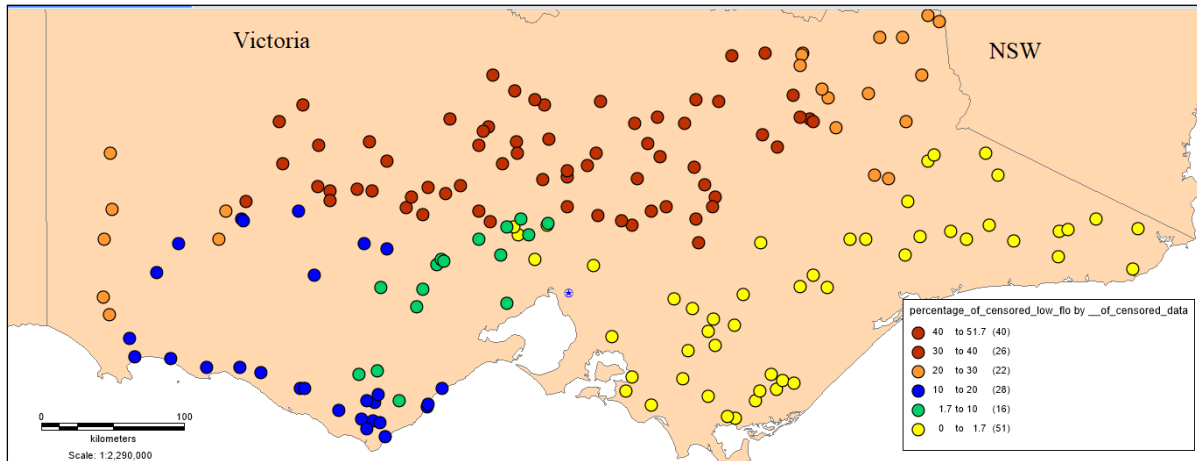 Victoria
NSW
percentage_of_censored_low_flo by __of_censored_data
40 to 51.7 (40)
30 to 40 (26)
20 to 30 (22)
10 to 20 (28)
1.7 to 10 (16)
0 to 1.7 (51)
0 100
kilometers
Scale: 1:2,290,000